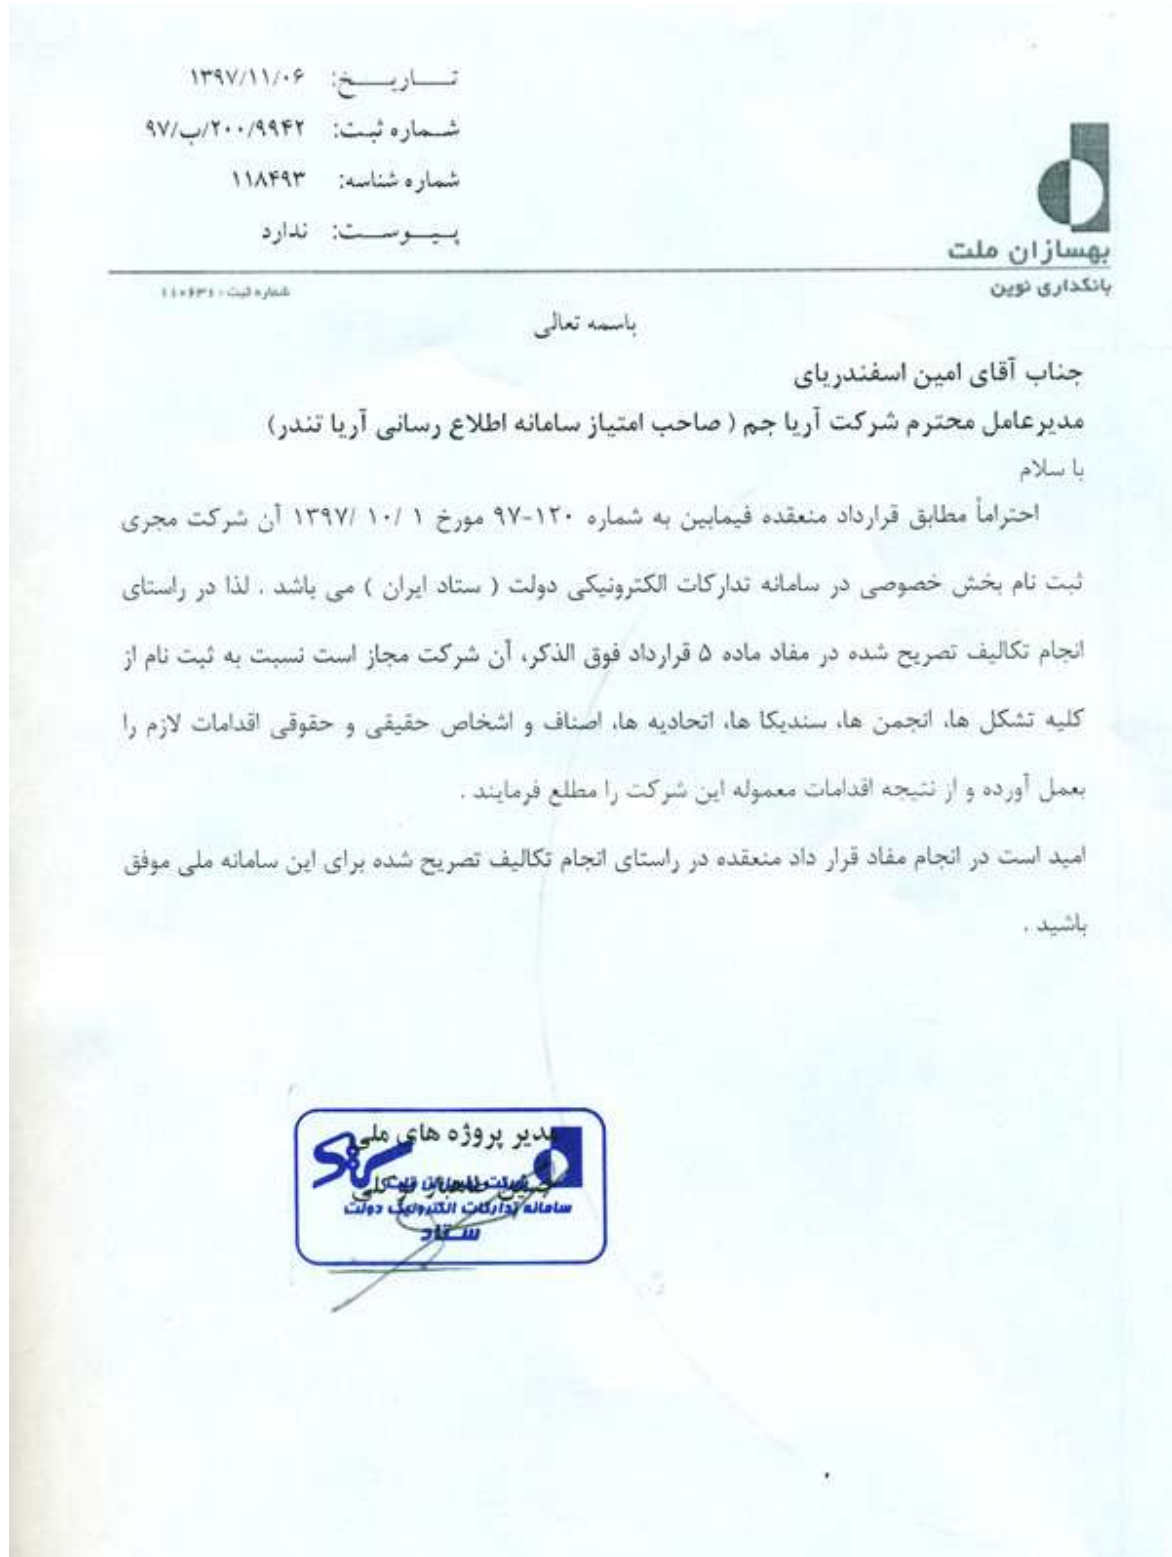 تــاریــخ: ۱۳۹۷/۱۱/۰۶
شــماره ثبـت: ۹۷/ب/۲۰۰/۹۹۴۲
شماره شناسه: ۱۱۸۴۹۳
پـیـوسـت: ندارد
بهسازان ملت
بانکداری نوین
شماره ثبت : ۱۱۰۶۳۱
باسمه تعالی
جناب آقای امین اسفندریای
مدیرعامل محترم شرکت آریا جم ( صاحب امتیاز سامانه اطلاع رسانی آریا تندر)
با سلام
احتراماً مطابق قرارداد منعقده فیمابین به شماره ۱۲۰-۹۷ مورخ ۱ /۱۰ /۱۳۹۷ آن شرکت مجری
ثبت نام بخش خصوصی در سامانه تدارکات الکترونیکی دولت ( ستاد ایران ) می باشد . لذا در راستای
انجام تکالیف تصریح شده در مفاد ماده ۵ قرارداد فوق الذکر، آن شرکت مجاز است نسبت به ثبت نام از
کلیه تشکل ها، انجمن ها، سندیکا ها، اتحادیه ها، اصناف و اشخاص حقیقی و حقوقی اقدامات لازم را
بعمل آورده و از نتیجه اقدامات معموله این شرکت را مطلع فرمایند .
امید است در انجام مفاد قرار داد منعقده در راستای انجام تکالیف تصریح شده برای این سامانه ملی موفق
باشید .
مدیر پروژه های ملی
سامانه تدارکات الکترونیک دولت
ستاد